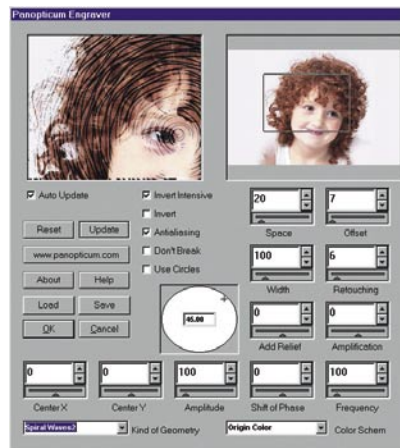 Panopticum Engraver
Auto Update
Invert Intensive
Invert
Antialiasing
Don't Break
Use Circles
Reset Update
www.panopticum.com
About Help
Load Save
OK Cancel
45.00
20 7
Space Offset
100 6
Width Retouching
0 0
Add Relief Amplification
0 0 100 0 100
Center X Center Y Amplitude Shift of Phase Frequency
Spiral Waves2 Kind of Geometry Origin Color Color Schem